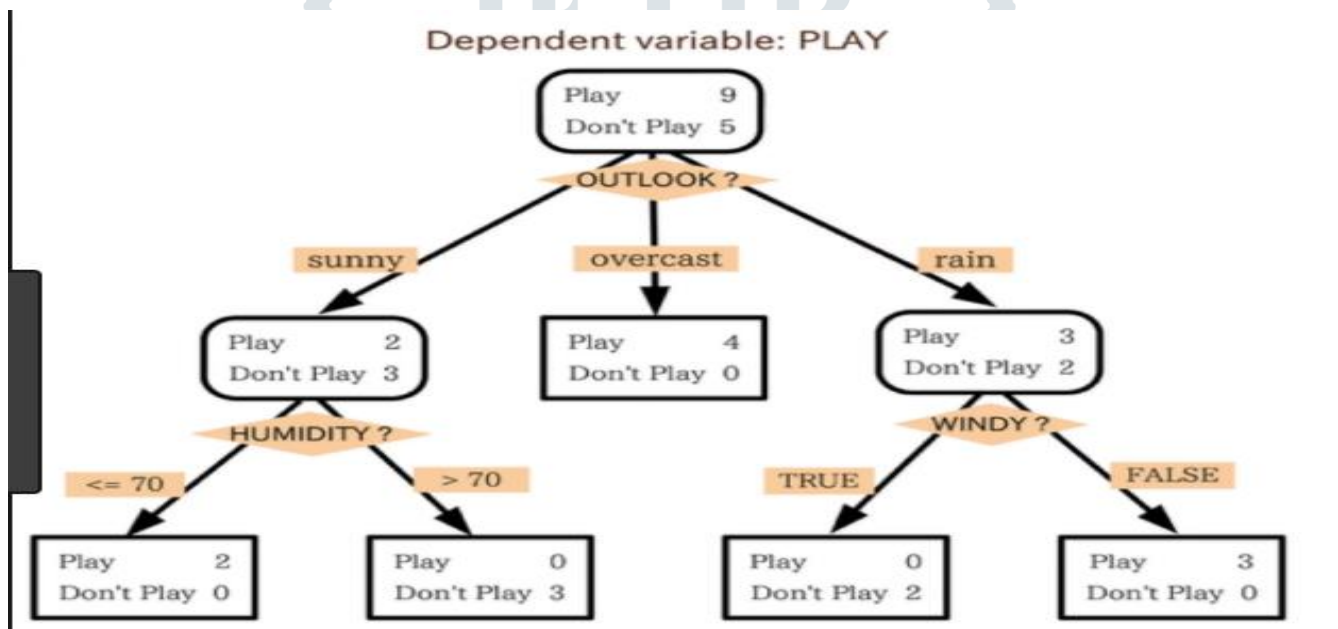 Dependent variable: PLAY
Play 9
Don't Play 5
OUTLOOK ?
sunny
overcast
rain
Play 2
Don't Play 3
Play 4
Don't Play 0
Play 3
Don't Play 2
HUMIDITY ?
WINDY ?
<= 70
> 70
TRUE
FALSE
Play 2
Don't Play 0
Play 0
Don't Play 3
Play 0
Don't Play 2
Play 3
Don't Play 0